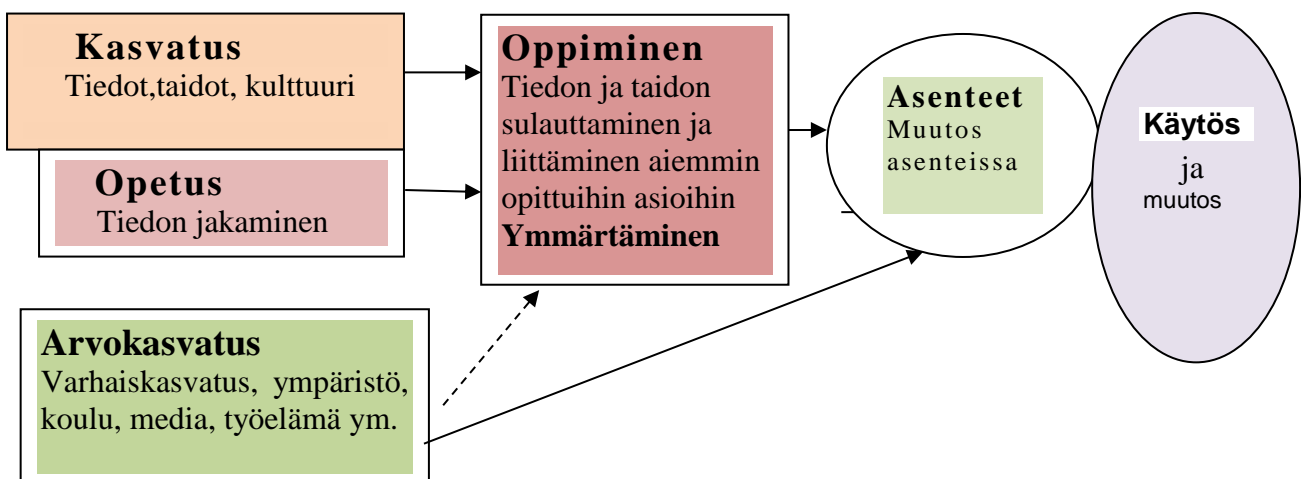 Kasvatus
Tiedot,taidot, kulttuuri
Opetus
Tiedon jakaminen
Arvokasvatus
Varhaiskasvatus, ympäristö,
koulu, media, työelämä ym.
Oppiminen
Tiedon ja taidon
sulauttaminen ja
liittäminen aiemmin
opittuihin asioihin
Ymmärtäminen
Asenteet
Muutos
asenteissa
Käytös
ja
muutos